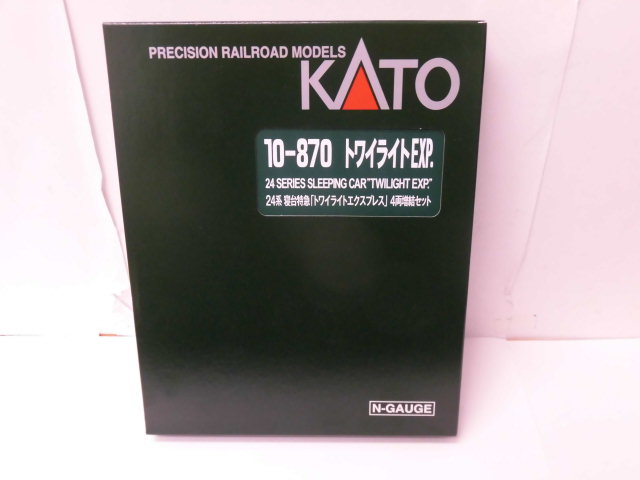 PRECISION RAILROAD MODELS
KATO
10-870 トワイライトEXP.
24 SERIES SLEEPING CAR "TWILIGHT EXP."
24系 寝台特急「トワイライトエクスプレス」 4両増結セット
N-GAUGE